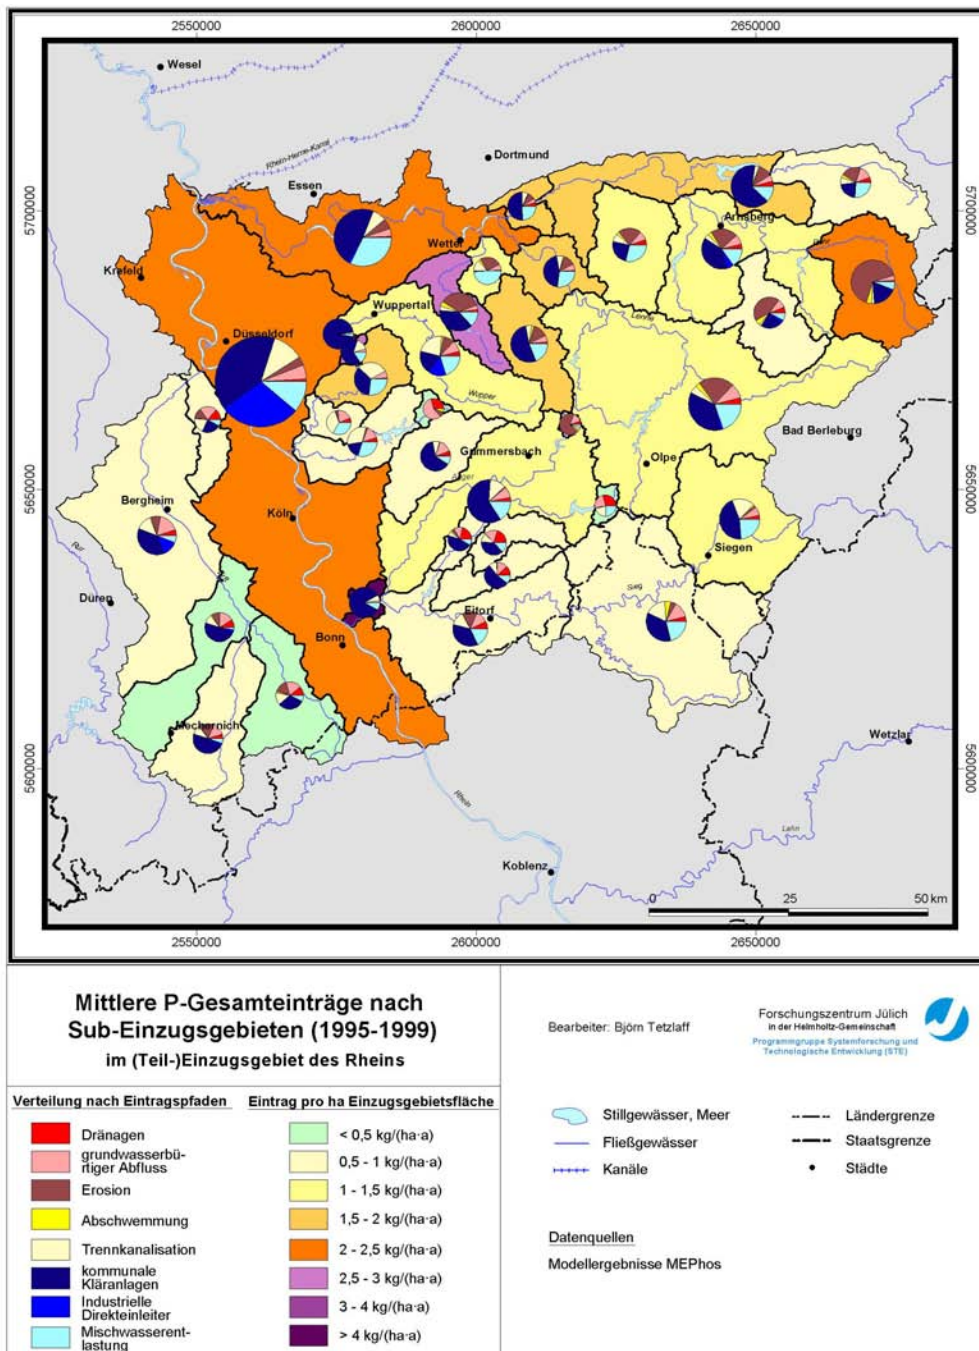 2550000
2600000
2650000
Wesel
Rhein-Herne-Kanal
Dortmund
Essen
5700000
5700000
Arnsberg
Wetter
Ruhr
Krefeld
Wuppertal
Lenne
Düsseldorf
Wupper
Bad Berleburg
Gummersbach
Olpe
Agger
5650000
5650000
Bergheim
Köln
Siegen
Rur
Erft
Sieg
Düren
Eitorf
Bonn
Mechernich
Wetzlar
5600000
5600000
Rhein
Lahn
Koblenz
0 25 50 km
2550000
2600000
2650000
Mittlere P-Gesamteinträge nach
Sub-Einzugsgebieten (1995-1999)
im (Teil-)Einzugsgebiet des Rheins
Verteilung nach Eintragspfaden
Dränagen
grundwasserbü-
rtiger Abfluss
Erosion
Abschwemmung
Trennkanalisation
kommunale
Kläranlagen
Industrielle
Direkteinleiter
Mischwasserent-
lastung
Eintrag pro ha Einzugsgebietsfläche
< 0,5 kg/(ha·a)
0,5 - 1 kg/(ha·a)
1 - 1,5 kg/(ha·a)
1,5 - 2 kg/(ha·a)
2 - 2,5 kg/(ha·a)
2,5 - 3 kg/(ha·a)
3 - 4 kg/(ha·a)
> 4 kg/(ha·a)
Bearbeiter: Björn Tetzlaff
Forschungszentrum Jülich
in der Helmholtz-Gemeinschaft
Programmgruppe Systemforschung und
Technologische Entwicklung (STE)
Stillgewässer, Meer
Fließgewässer
Kanäle
Ländergrenze
Staatsgrenze
Städte
Datenquellen
Modellergebnisse MEPhos